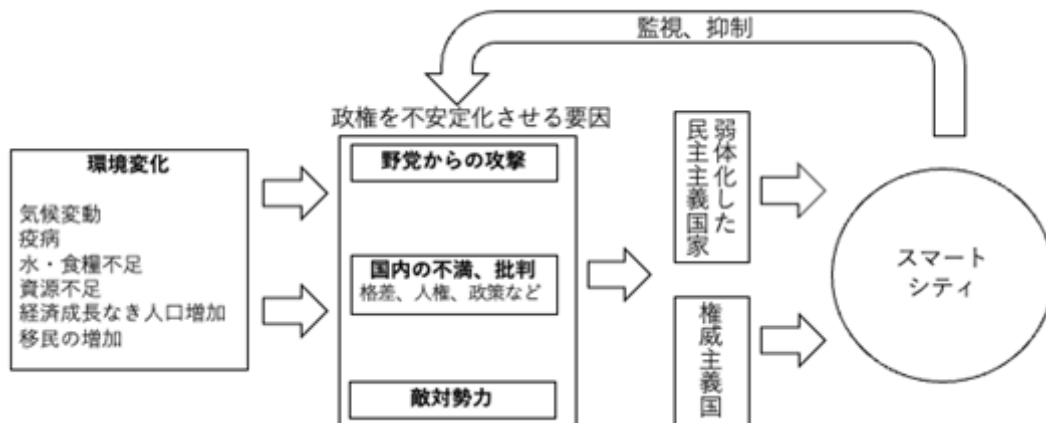 監視、抑制
政権を不安定化させる要因
環境変化
気候変動
疫病
水・食糧不足
資源不足
経済成長なき人口増加
移民の増加
野党からの攻撃
国内の不満、批判
格差、人権、政策など
敵対勢力
弱体化した
民主主義国家
権威主義国
スマート
シティ